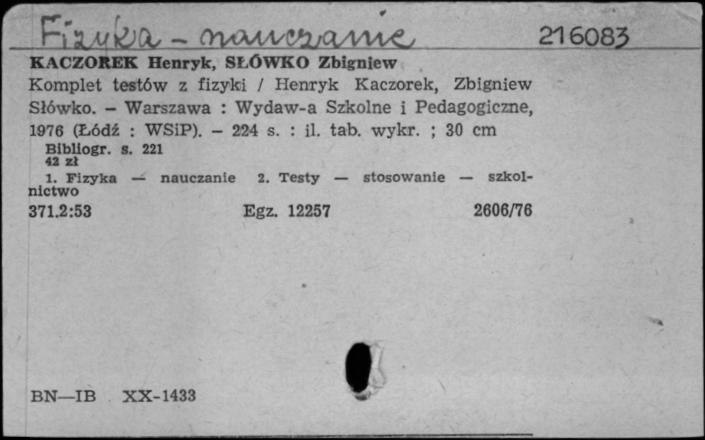 Fizyka – nauczanie 216083
KACZOREK Henryk, SŁÓWKO Zbigniew
Komplet testów z fizyki / Henryk Kaczorek, Zbigniew
Słówko. – Warszawa : Wydaw-a Szkolne i Pedagogiczne,
1976 (Łódź : WSiP). – 224 s. : il. tab. wykr. ; 30 cm
Bibliogr. s. 221
42 zł
1. Fizyka — nauczanie 2. Testy — stosowanie — szkol-
nictwo
371.2:53 Egz. 12257 2606/76
BN—IB XX-1433